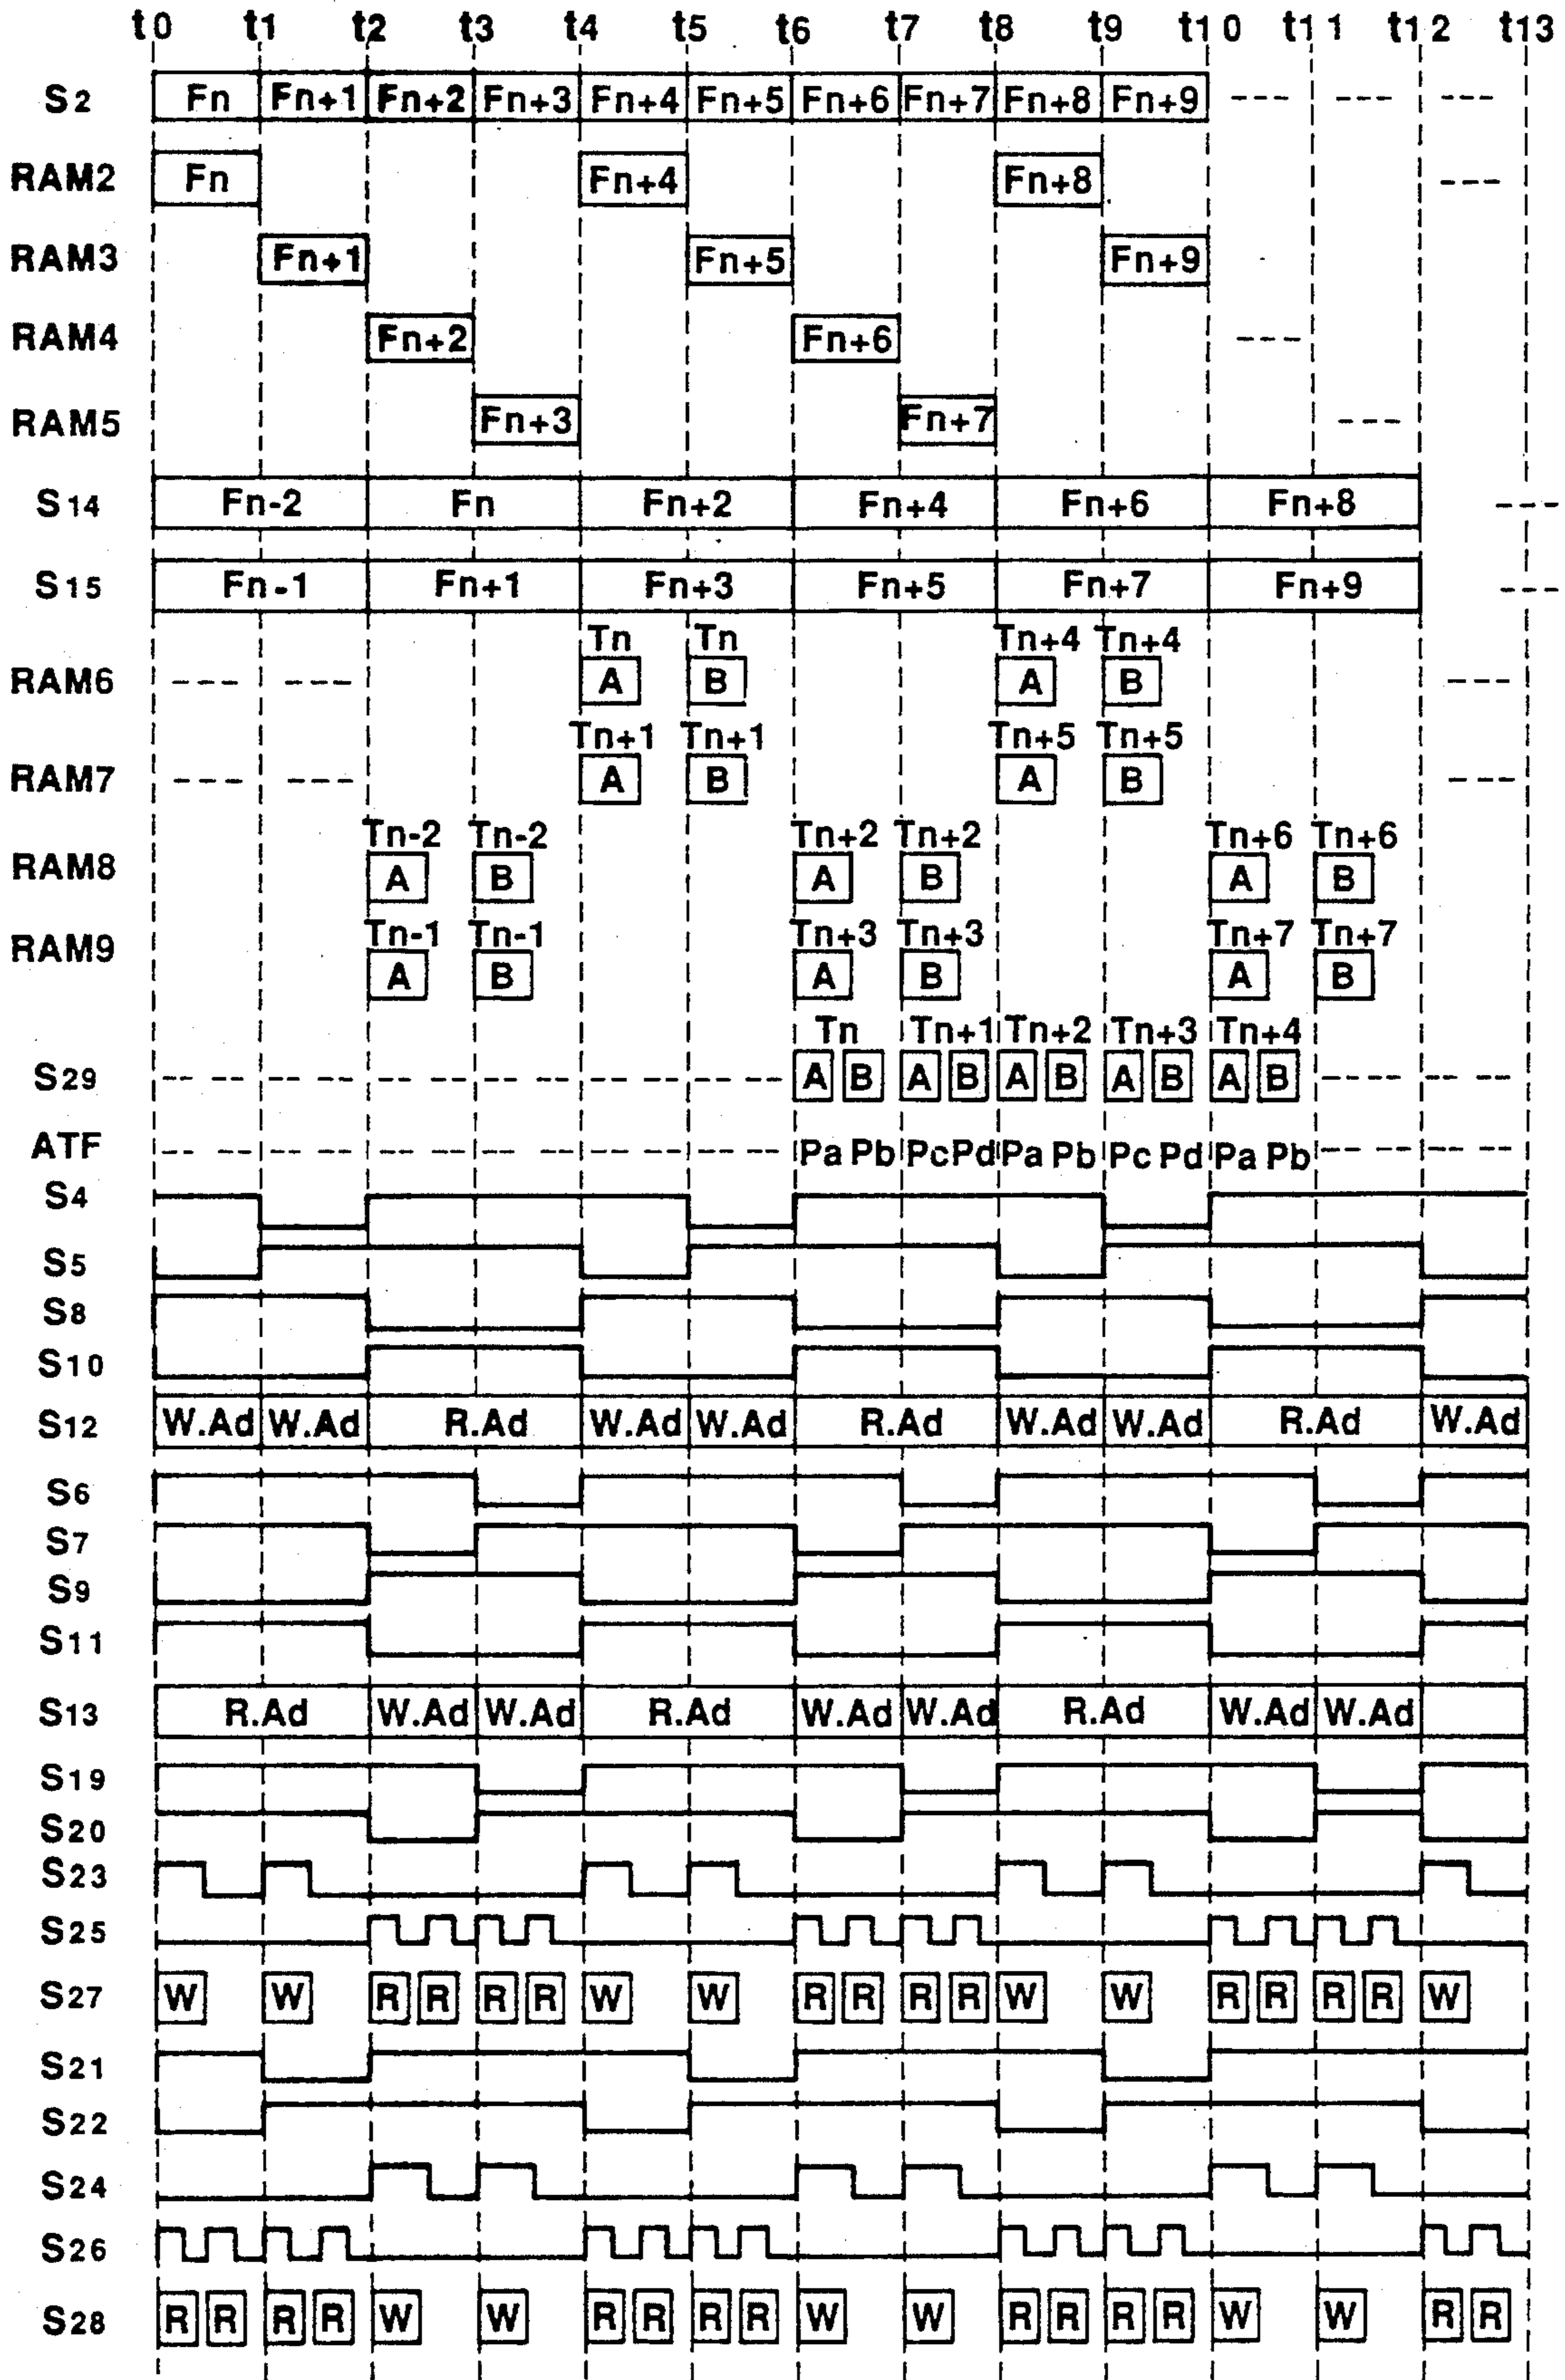 t0 t1 t2 t3 t4 t5 t6 t7 t8 t9 t10 t11 t12 t13
S2 Fn Fn+1 Fn+2 Fn+3 Fn+4 Fn+5 Fn+6 Fn+7 Fn+8 Fn+9
RAM2 Fn Fn+4 Fn+8
RAM3 Fn+1 Fn+5 Fn+9
RAM4 Fn+2 Fn+6
RAM5 Fn+3 Fn+7
S14 Fn-2 Fn Fn+2 Fn+4 Fn+6 Fn+8
S15 Fn-1 Fn+1 Fn+3 Fn+5 Fn+7 Fn+9
Tn Tn Tn+4 Tn+4
RAM6 A B A B
Tn+1 Tn+1 Tn+5 Tn+5
RAM7 A B A B
Tn-2 Tn-2 Tn+2 Tn+2 Tn+6 Tn+6
RAM8 A B A B A B
Tn-1 Tn-1 Tn+3 Tn+3 Tn+7 Tn+7
RAM9 A B A B A B
Tn Tn+1 Tn+2 Tn+3 Tn+4
S29 A B A B A B A B A B
ATF Pa Pb Pc Pd Pa Pb Pc Pd Pa Pb
S4
S5
S8
S10
S12 W.Ad W.Ad R.Ad W.Ad W.Ad R.Ad W.Ad W.Ad R.Ad W.Ad
S6
S7
S9
S11
S13 R.Ad W.Ad W.Ad R.Ad W.Ad W.Ad R.Ad W.Ad W.Ad
S19
S20
S23
S25
S27 W W R R R R W W R R R R W W R R R R W
S21
S22
S24
S26
S28 R R R R W W R R R R W W R R R R W W R R